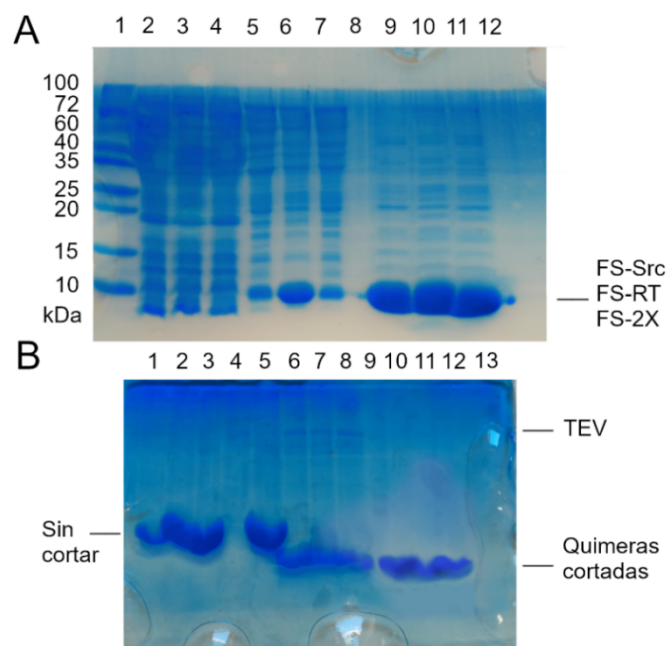 A
1 2 3 4 5 6 7 8 9 10 11 12
100
72
60
40
35
25
20
15
10
kDa
FS-Src
FS-RT
FS-2X
B
1 2 3 4 5 6 7 8 9 10 11 12 13
TEV
Sin
cortar
Quimeras
cortadas